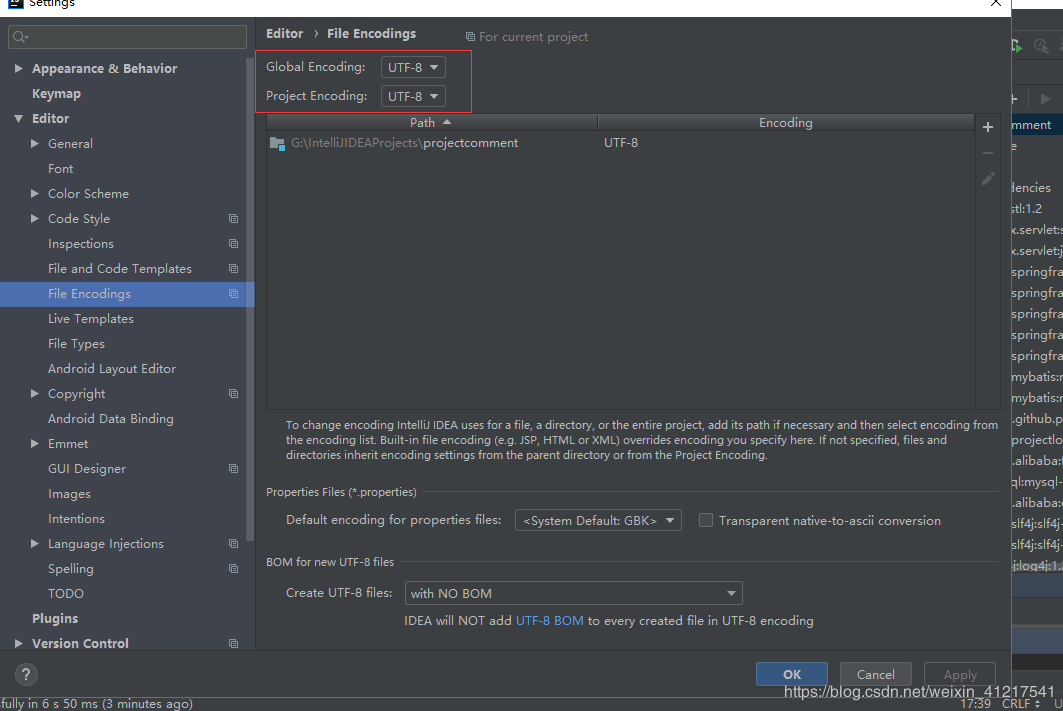 Settings
Editor › File Encodings
For current project
Global Encoding: UTF-8
Project Encoding: UTF-8
Appearance & Behavior
Keymap
Editor
General
Font
Color Scheme
Code Style
Inspections
File and Code Templates
File Encodings
Live Templates
File Types
Android Layout Editor
Copyright
Android Data Binding
Emmet
GUI Designer
Images
Intentions
Language Injections
Spelling
TODO
Plugins
Version Control
Path Encoding
G:\IntelliJIDEAProjects\projectcomment UTF-8
To change encoding IntelliJ IDEA uses for a file, a directory, or the entire project, add its path if necessary and then select encoding from
the encoding list. Built-in file encoding (e.g. JSP, HTML or XML) overrides encoding you specify here. If not specified, files and
directories inherit encoding settings from the parent directory or from the Project Encoding.
Properties Files (*.properties)
Default encoding for properties files: <System Default: GBK> Transparent native-to-ascii conversion
BOM for new UTF-8 files
Create UTF-8 files: with NO BOM
IDEA will NOT add UTF-8 BOM to every created file in UTF-8 encoding
? OK Cancel Apply
mment
e
dencies
stl:1.2
x.servlet:s
x.servlet:j
springfra
springfra
springfra
springfra
springfra
mybatis:m
mybatis:m
.github.p
projectlo
.alibaba:
ql:mysql-
.alibaba:
slf4j:slf4j-
slf4j:slf4j-
j:log4j:1.2
https://blog.csdn.net/weixin_41217541
sfully in 6 s 50 ms (3 minutes ago) 17:39 CRLF